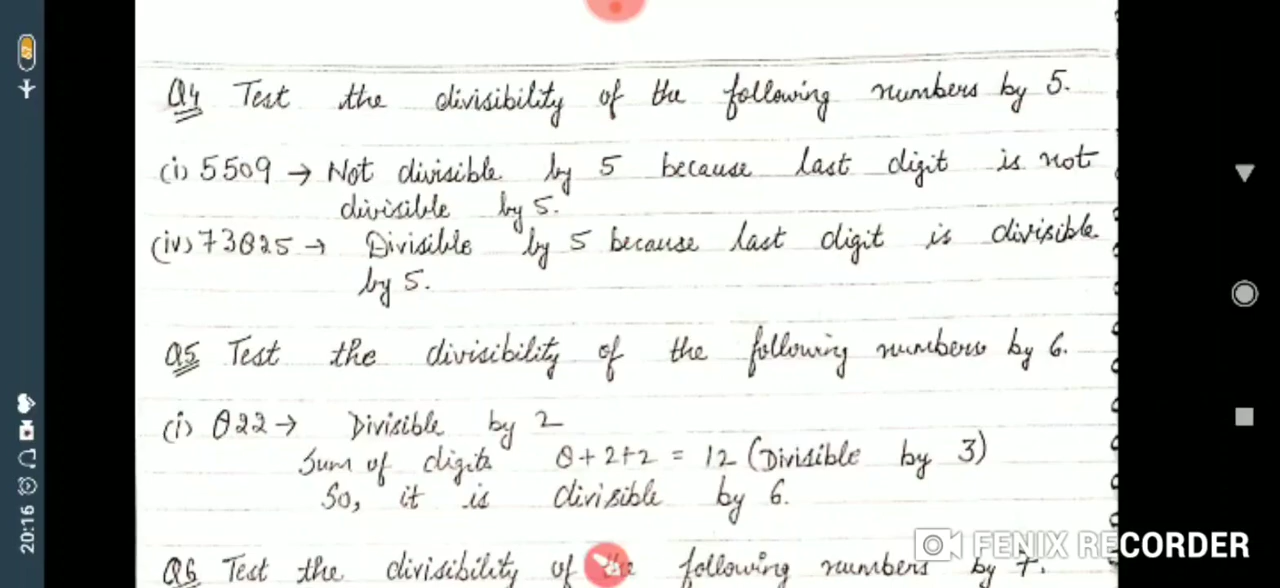 Q4 Test the divisibility of the following numbers by 5.
(i) 5509 → Not divisible by 5 because last digit is not
divisible by 5.
(iv) 73825 → Divisible by 5 because last digit is divisible
by 5.
Q5 Test the divisibility of the following numbers by 6.
(i) 822 → Divisible by 2
Sum of digits 8+2+2 = 12 (Divisible by 3)
So, it is divisible by 6.
Q6 Test the divisibility of the following numbers by 7.
FENIX RECORDER
20:16
67